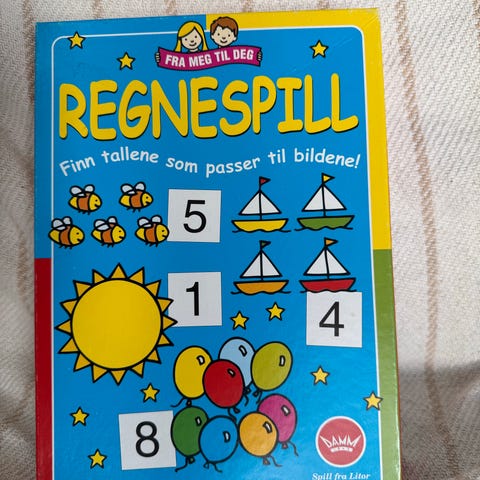 FRA MEG TIL DEG
REGNESPILL
Finn tallene som passer til bildene!
5
1
4
8
DAMM
Spill fra Litor